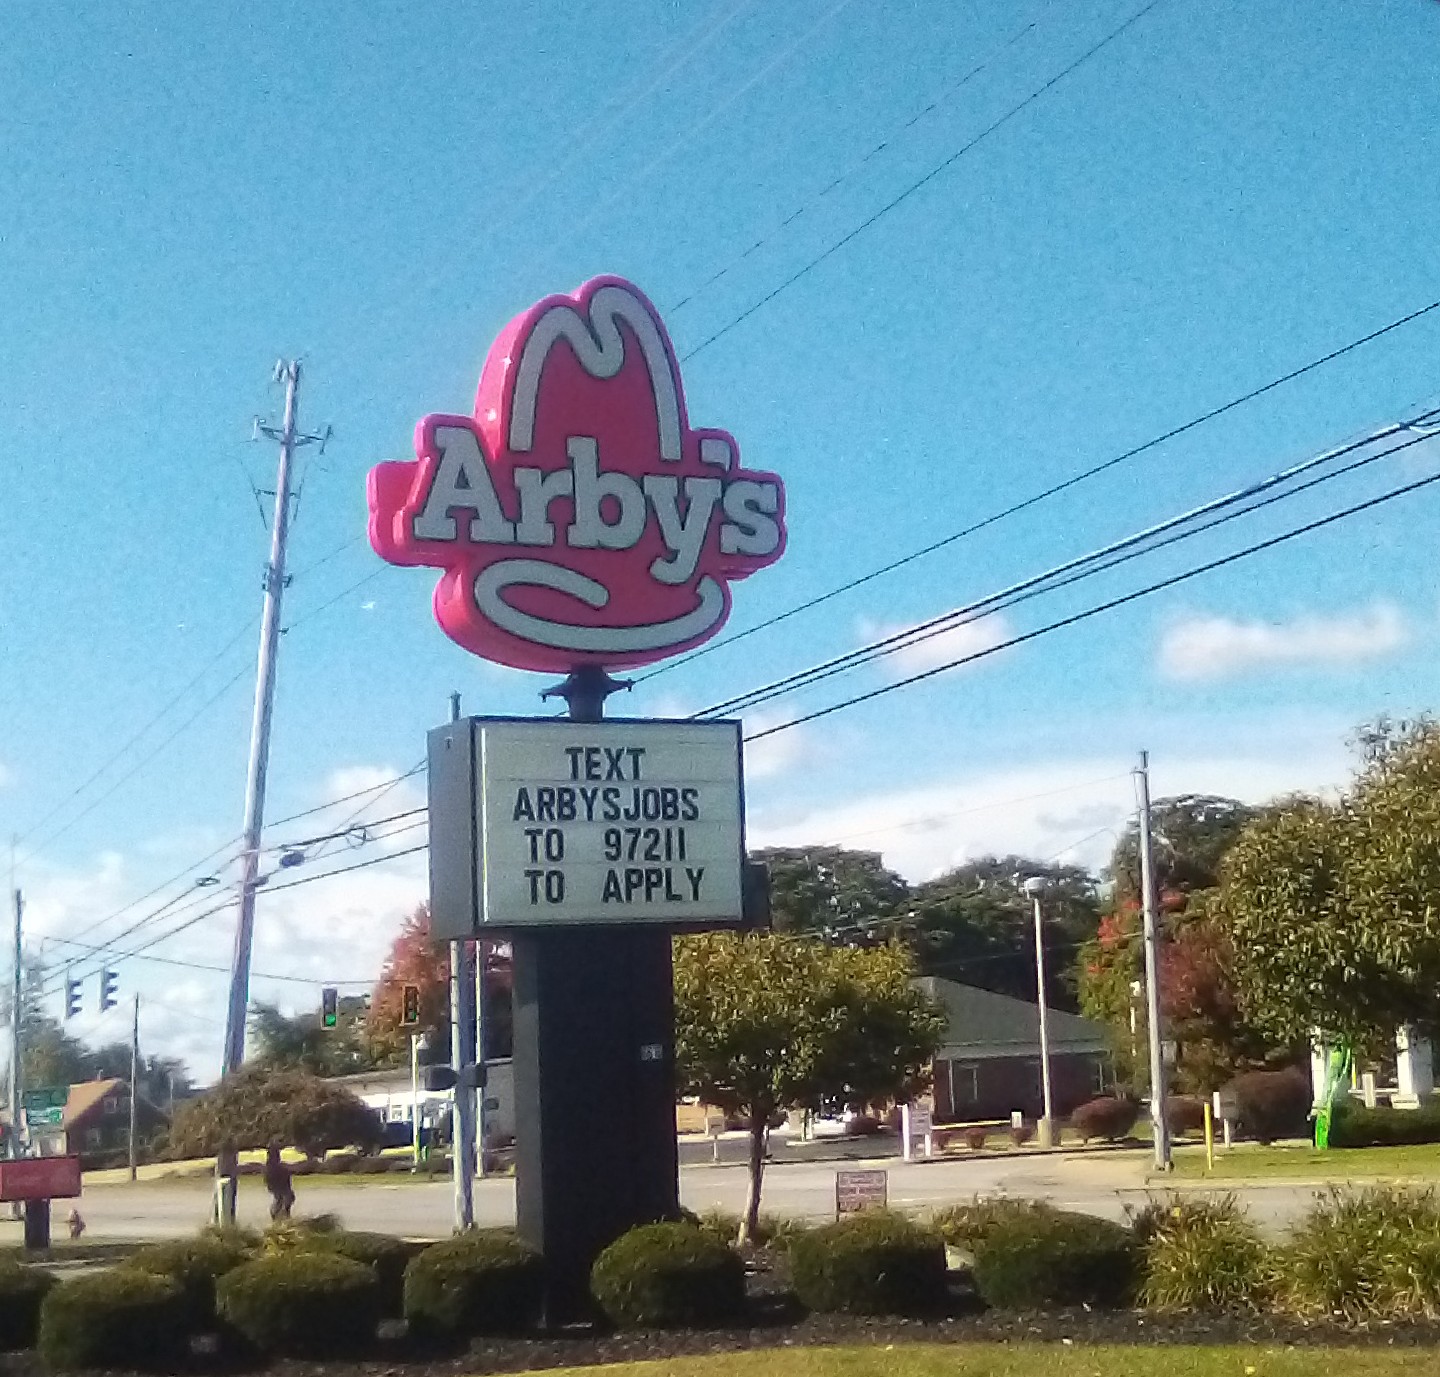 Arby's
TEXT
ARBYSJOBS
TO 97211
TO APPLY